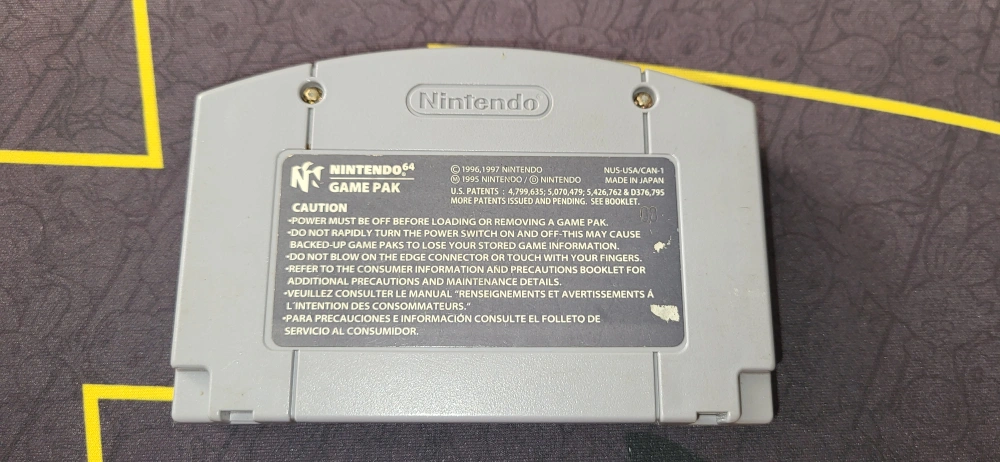 Nintendo
NINTENDO64
GAME PAK
© 1996,1997 NINTENDO
Ⓜ 1995 NINTENDO / Ⓓ NINTENDO
NUS-USA/CAN-1
MADE IN JAPAN
U.S. PATENTS : 4,799,635; 5,070,479; 5,426,762 & D376,795
MORE PATENTS ISSUED AND PENDING. SEE BOOKLET.
CAUTION
•POWER MUST BE OFF BEFORE LOADING OR REMOVING A GAME PAK.
•DO NOT RAPIDLY TURN THE POWER SWITCH ON AND OFF-THIS MAY CAUSE
BACKED-UP GAME PAKS TO LOSE YOUR STORED GAME INFORMATION.
•DO NOT BLOW ON THE EDGE CONNECTOR OR TOUCH WITH YOUR FINGERS.
•REFER TO THE CONSUMER INFORMATION AND PRECAUTIONS BOOKLET FOR
ADDITIONAL PRECAUTIONS AND MAINTENANCE DETAILS.
•VEUILLEZ CONSULTER LE MANUAL "RENSEIGNEMENTS ET AVERTISSEMENTS Á
L'INTENTION DES CONSOMMATEURS."
•PARA PRECAUCIONES E INFORMACIÓN CONSULTE EL FOLLETO DE
SERVICIO AL CONSUMIDOR.